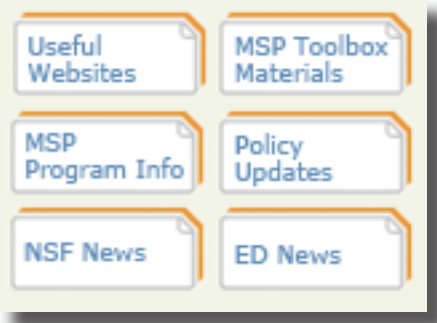 Useful
Websites
MSP Toolbox
Materials
MSP
Program Info
Policy
Updates
NSF News
ED News